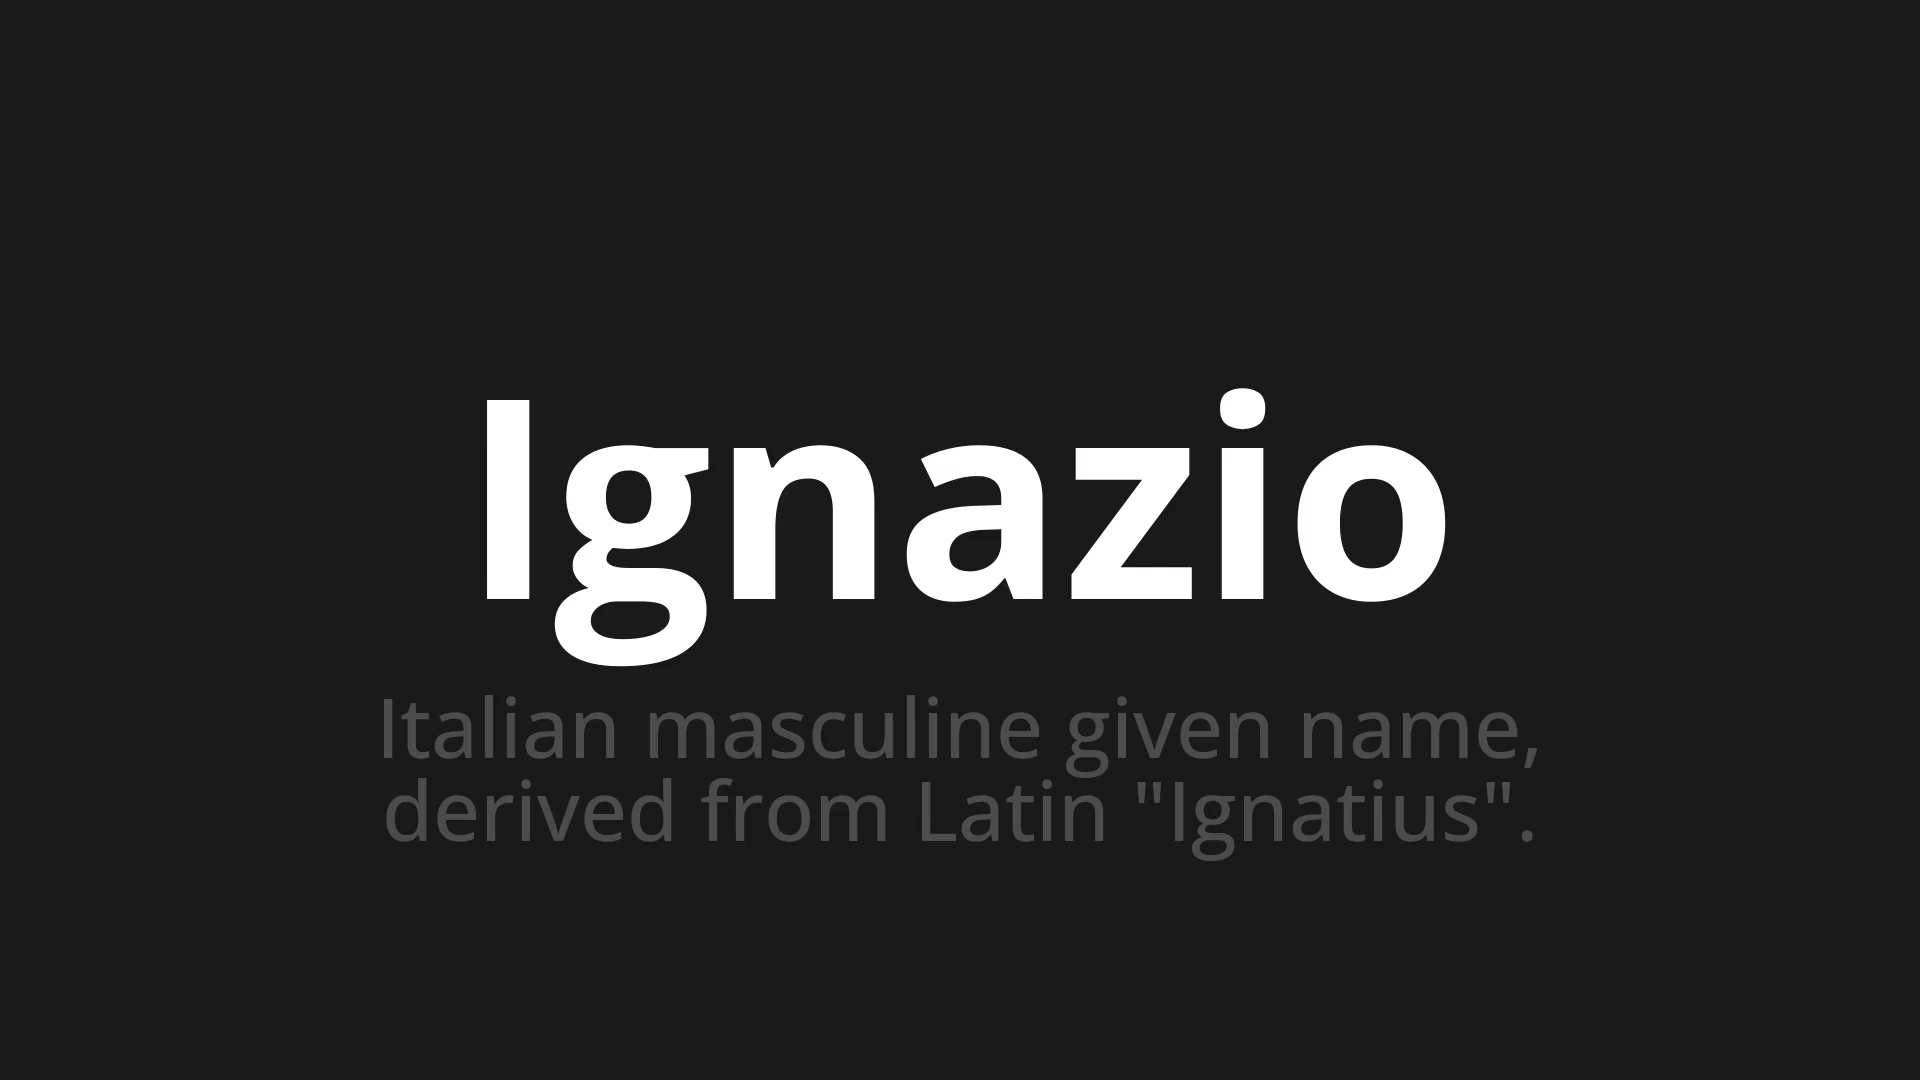 Ignazio
Italian masculine given name,
derived from Latin "Ignatius".